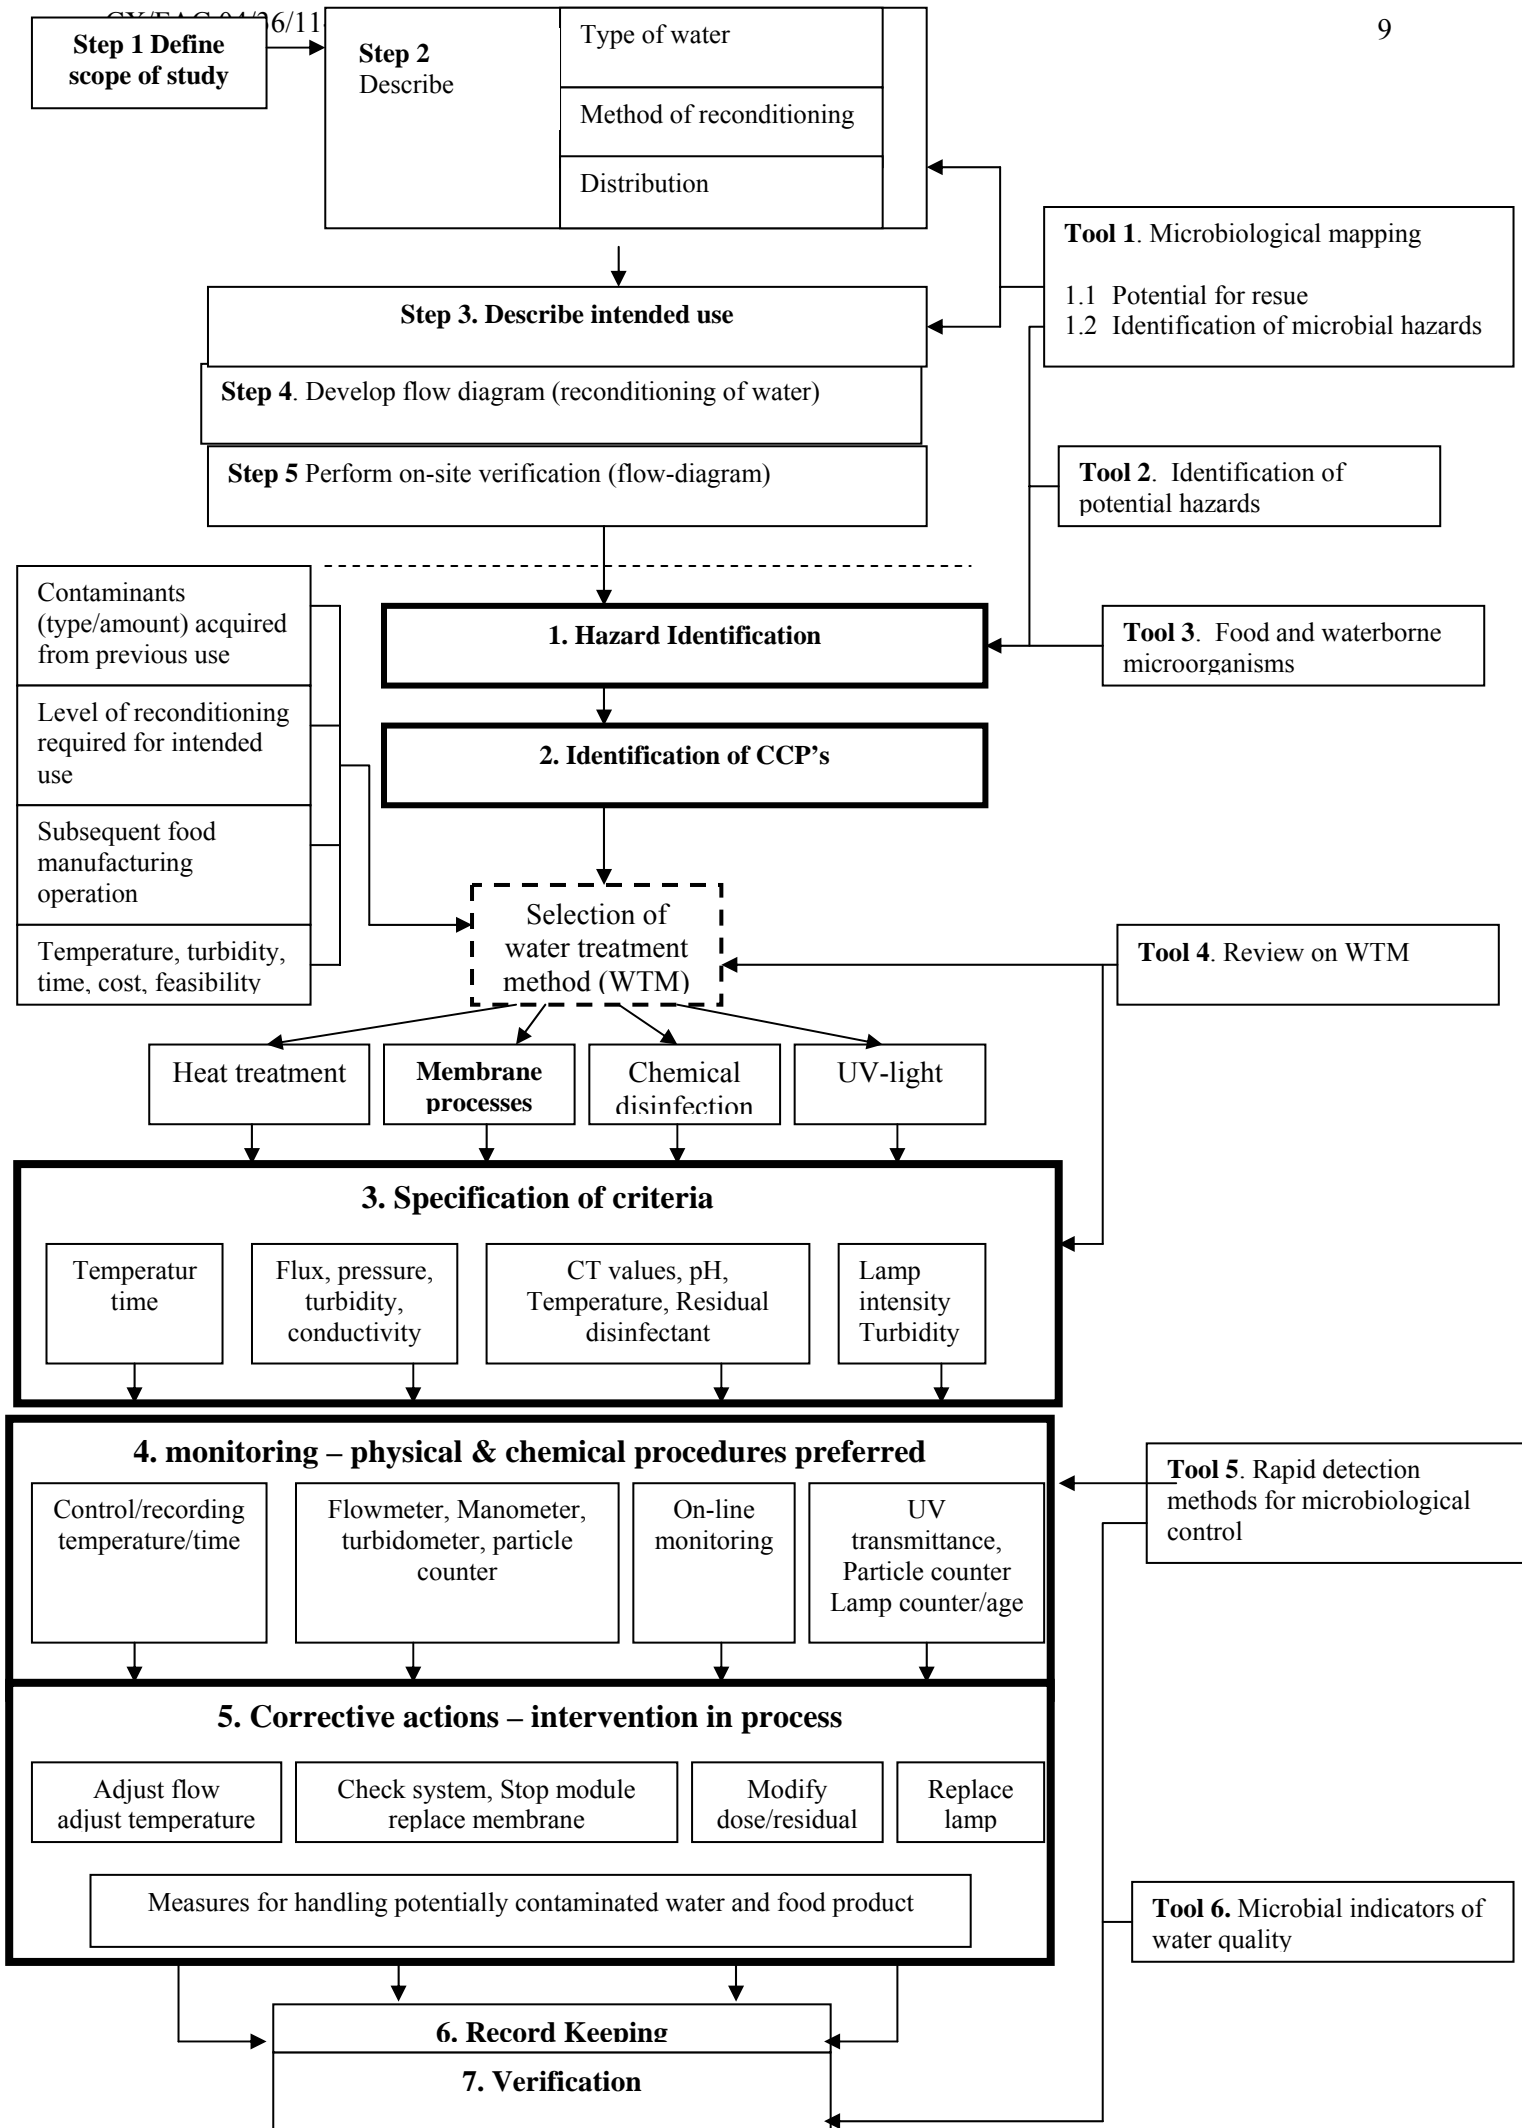 9
Step 1 Define
scope of study
Step 2
Describe
Type of water
Method of reconditioning
Distribution
Tool 1. Microbiological mapping
1.1 Potential for resue
1.2 Identification of microbial hazards
Step 3. Describe intended use
Step 4. Develop flow diagram (reconditioning of water)
Step 5 Perform on-site verification (flow-diagram)
Tool 2. Identification of
potential hazards
Contaminants
(type/amount) acquired
from previous use
Level of reconditioning
required for intended
use
Subsequent food
manufacturing
operation
Temperature, turbidity,
time, cost, feasibility
1. Hazard Identification
Tool 3. Food and waterborne
microorganisms
2. Identification of CCP's
Selection of
water treatment
method (WTM)
Tool 4. Review on WTM
Heat treatment
Membrane
processes
Chemical
disinfection
UV-light
3. Specification of criteria
Temperatur
time
Flux, pressure,
turbidity,
conductivity
CT values, pH,
Temperature, Residual
disinfectant
Lamp
intensity
Turbidity
4. monitoring – physical & chemical procedures preferred
Control/recording
temperature/time
Flowmeter, Manometer,
turbidometer, particle
counter
On-line
monitoring
UV
transmittance,
Particle counter
Lamp counter/age
Tool 5. Rapid detection
methods for microbiological
control
5. Corrective actions – intervention in process
Adjust flow
adjust temperature
Check system, Stop module
replace membrane
Modify
dose/residual
Replace
lamp
Measures for handling potentially contaminated water and food product
Tool 6. Microbial indicators of
water quality
6. Record Keeping
7. Verification